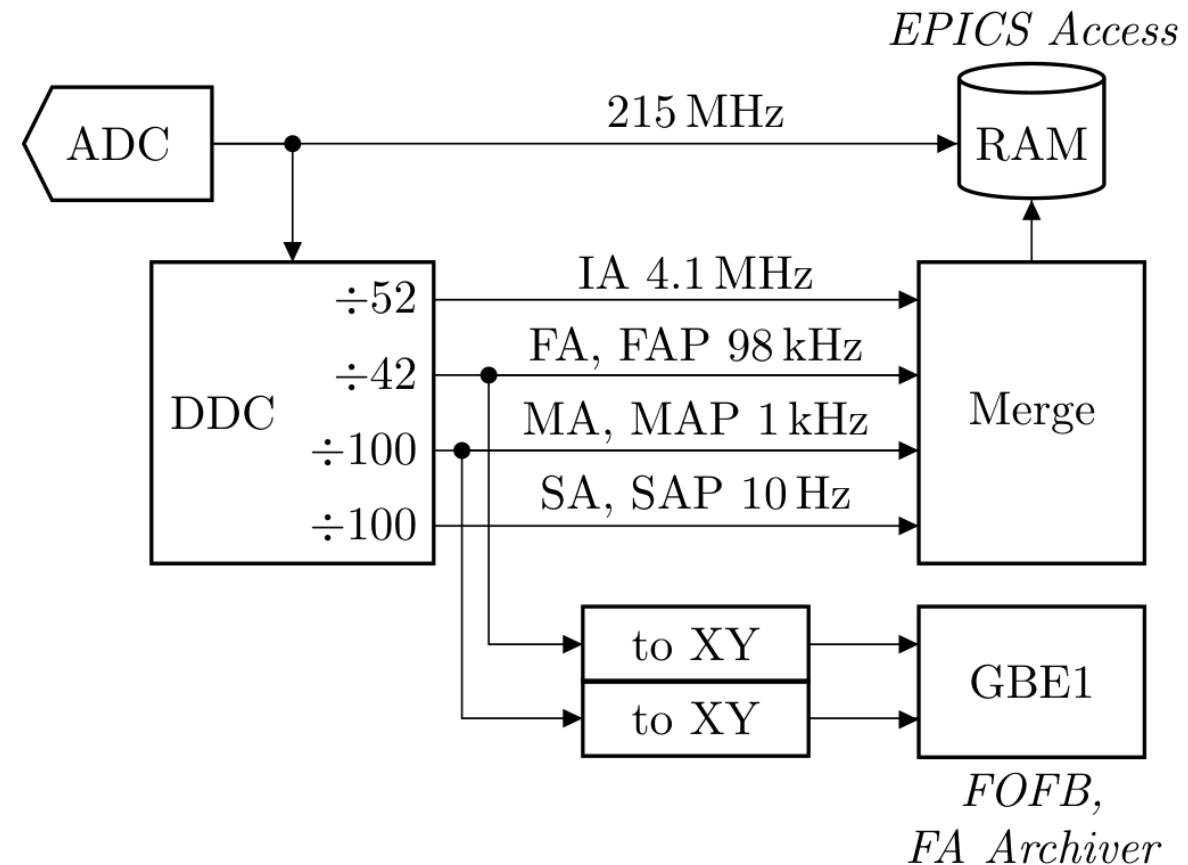 EPICS Access
ADC
215 MHz
RAM
÷52
IA 4.1 MHz
÷42
FA, FAP 98 kHz
DDC
Merge
÷100
MA, MAP 1 kHz
÷100
SA, SAP 10 Hz
to XY
to XY
GBE1
FOFB,
FA Archiver